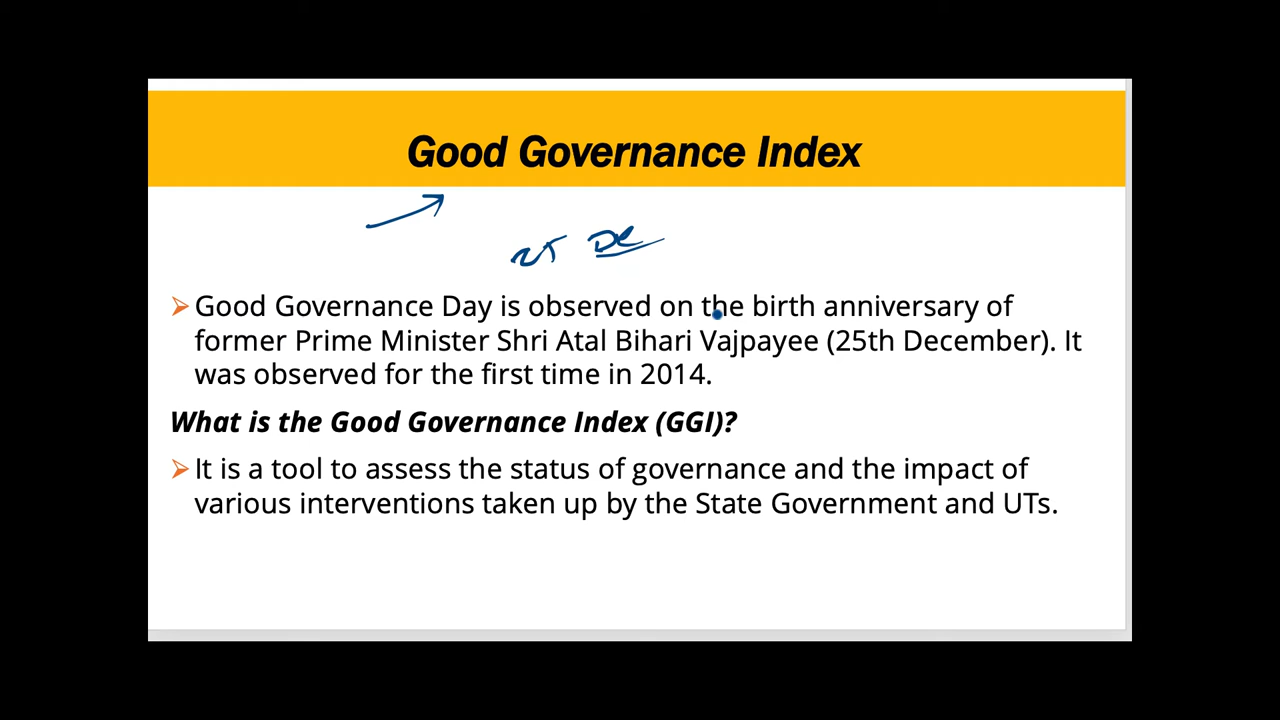 Good Governance Index
25 Dec
Good Governance Day is observed on the birth anniversary of
former Prime Minister Shri Atal Bihari Vajpayee (25th December). It
was observed for the first time in 2014.
What is the Good Governance Index (GGI)?
It is a tool to assess the status of governance and the impact of
various interventions taken up by the State Government and UTs.